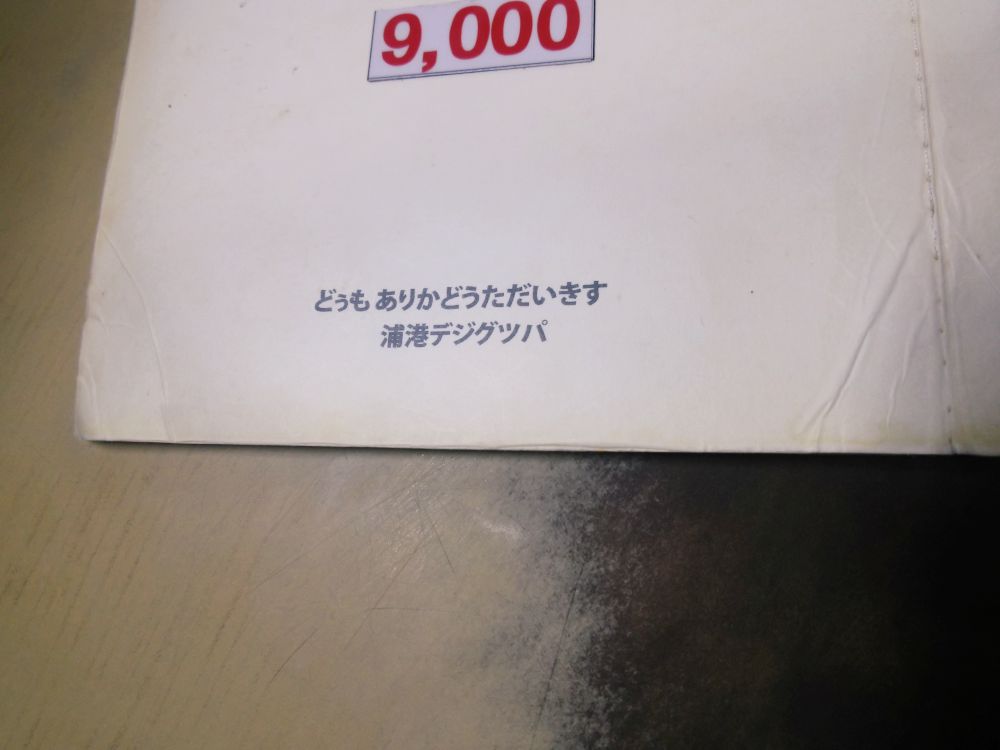 9,000
どぅも ありかどうただいきす
浦港デジグツパ